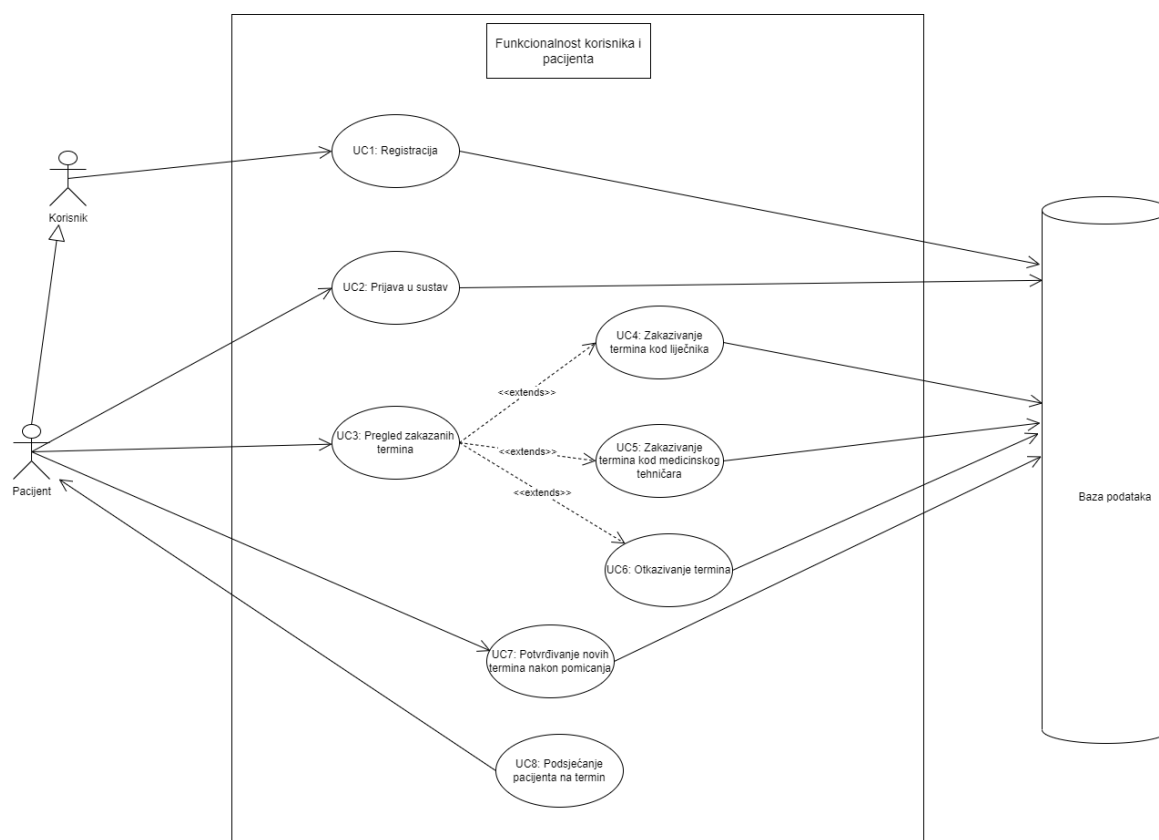 Funkcionalnost korisnika i
pacijenta
UC1: Registracija
Korisnik
UC2: Prijava u sustav
UC4: Zakazivanje
termina kod liječnika
<<extends>>
UC3: Pregled zakazanih
termina
<<extends>>
UC5: Zakazivanje
termina kod medicinskog
tehničara
<<extends>>
Pacijent
Baza podataka
UC6: Otkazivanje termina
UC7: Potvrđivanje novih
termina nakon pomicanja
UC8: Podsjećanje
pacijenta na termin